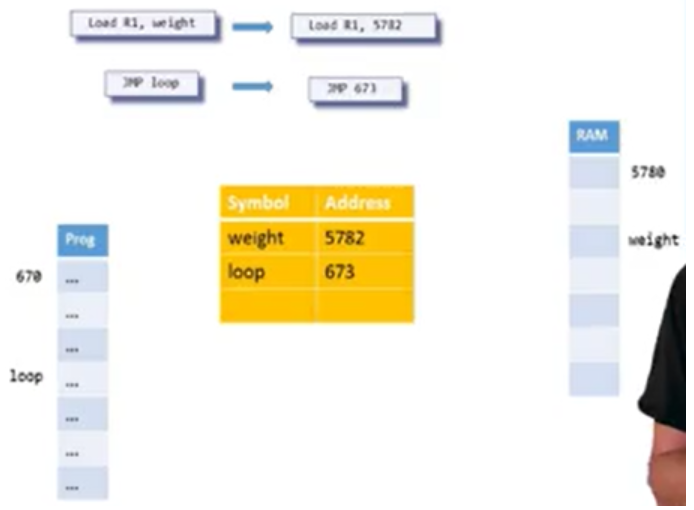 Load R1, weight
Load R1, 5782
JMP loop
JMP 673
RAM
5780
weight
Symbol Address
weight 5782
loop 673
Prog
670
...
...
...
loop
...
...
...
...